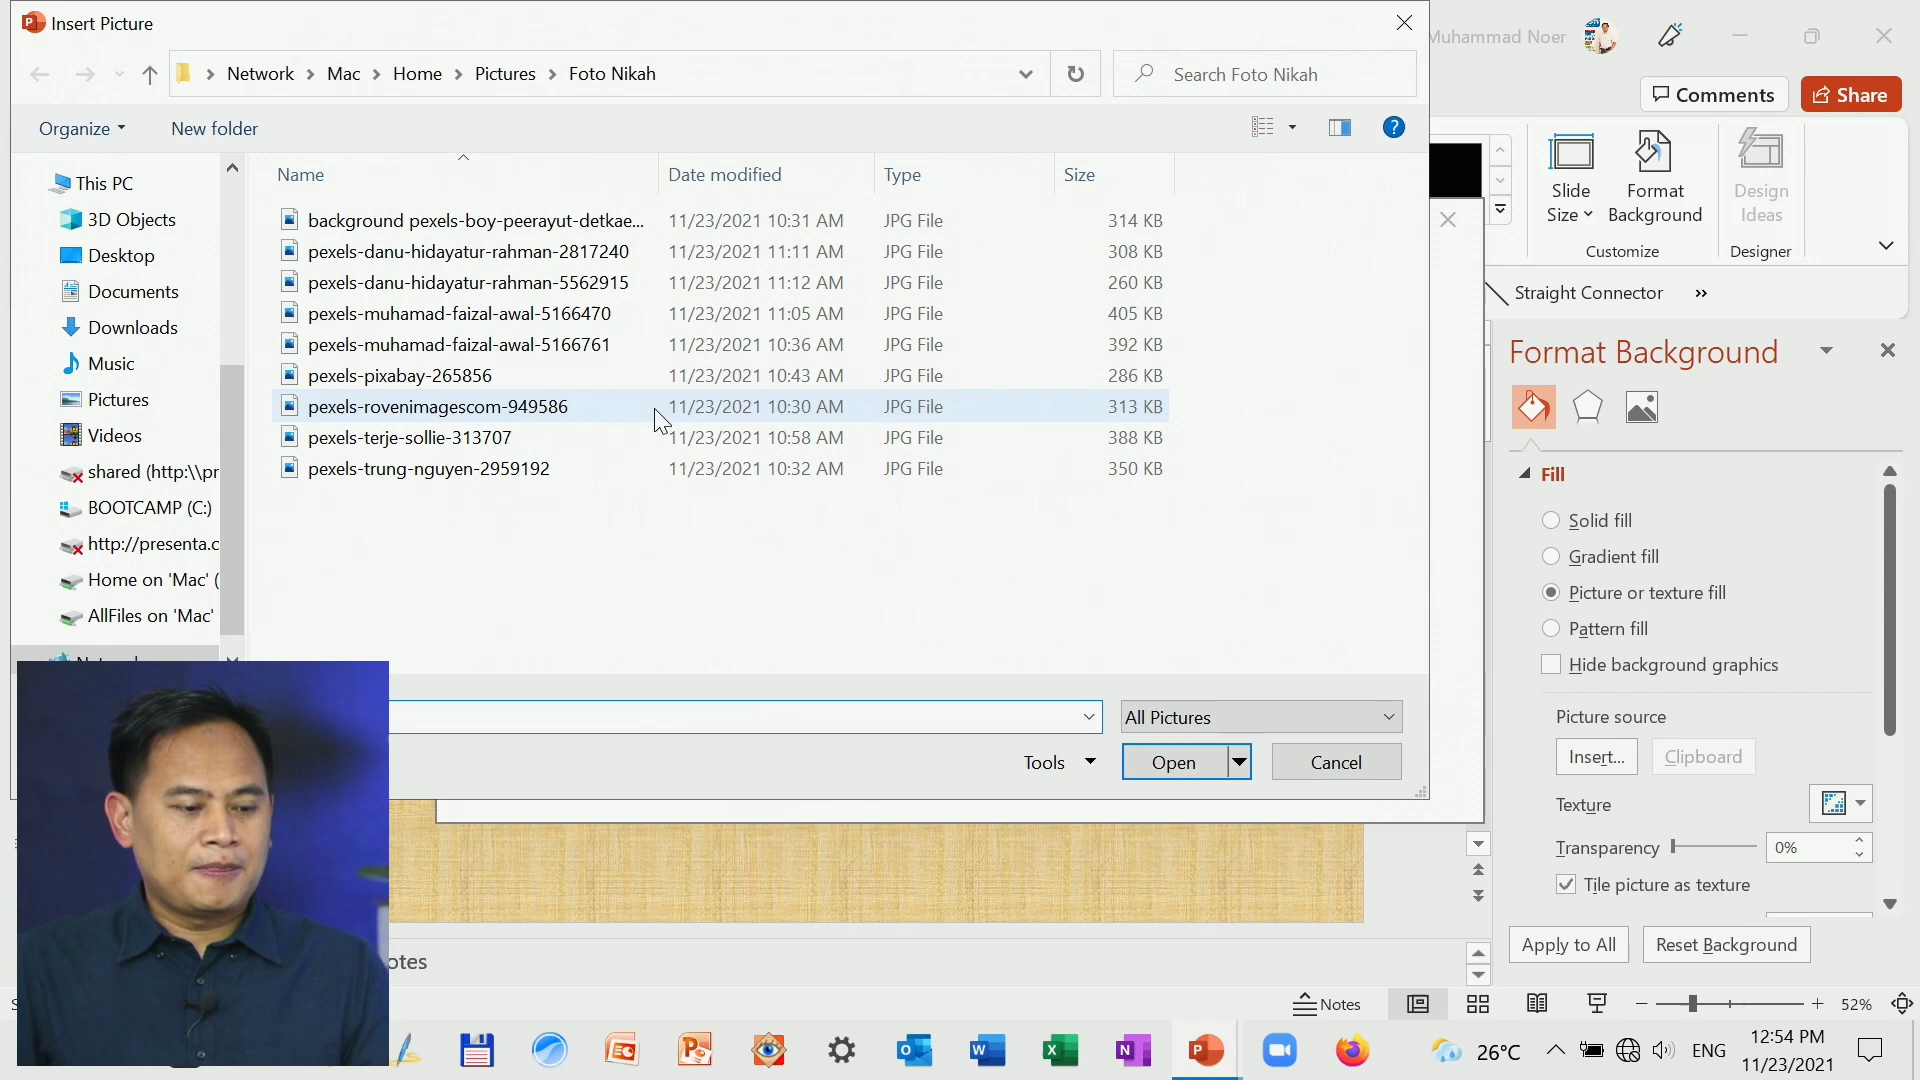 Insert Picture
Muhammad Noer
Network > Mac > Home > Pictures > Foto Nikah
Search Foto Nikah
Comments
Share
Organize
New folder
Slide
Size
Format
Background
Design
Ideas
Customize
Designer
Straight Connector
Name
Date modified
Type
Size
background pexels-boy-peerayut-detkae... 11/23/2021 10:31 AM JPG File 314 KB
pexels-danu-hidayatur-rahman-2817240 11/23/2021 11:11 AM JPG File 308 KB
pexels-danu-hidayatur-rahman-5562915 11/23/2021 11:12 AM JPG File 260 KB
pexels-muhamad-faizal-awal-5166470 11/23/2021 11:05 AM JPG File 405 KB
pexels-muhamad-faizal-awal-5166761 11/23/2021 10:36 AM JPG File 392 KB
pexels-pixabay-265856 11/23/2021 10:43 AM JPG File 286 KB
pexels-rovenimagescom-949586 11/23/2021 10:30 AM JPG File 313 KB
pexels-terje-sollie-313707 11/23/2021 10:58 AM JPG File 388 KB
pexels-trung-nguyen-2959192 11/23/2021 10:32 AM JPG File 350 KB
This PC
3D Objects
Desktop
Documents
Downloads
Music
Pictures
Videos
shared (http:\\pr
BOOTCAMP (C:)
http://presenta.c
Home on 'Mac' (
AllFiles on 'Mac'
All Pictures
Tools
Open
Cancel
Format Background
Fill
Solid fill
Gradient fill
Picture or texture fill
Pattern fill
Hide background graphics
Picture source
Insert...
Clipboard
Texture
Transparency
0%
Tile picture as texture
Apply to All
Reset Background
otes
Notes
52%
26°C
ENG
12:54 PM
11/23/2021